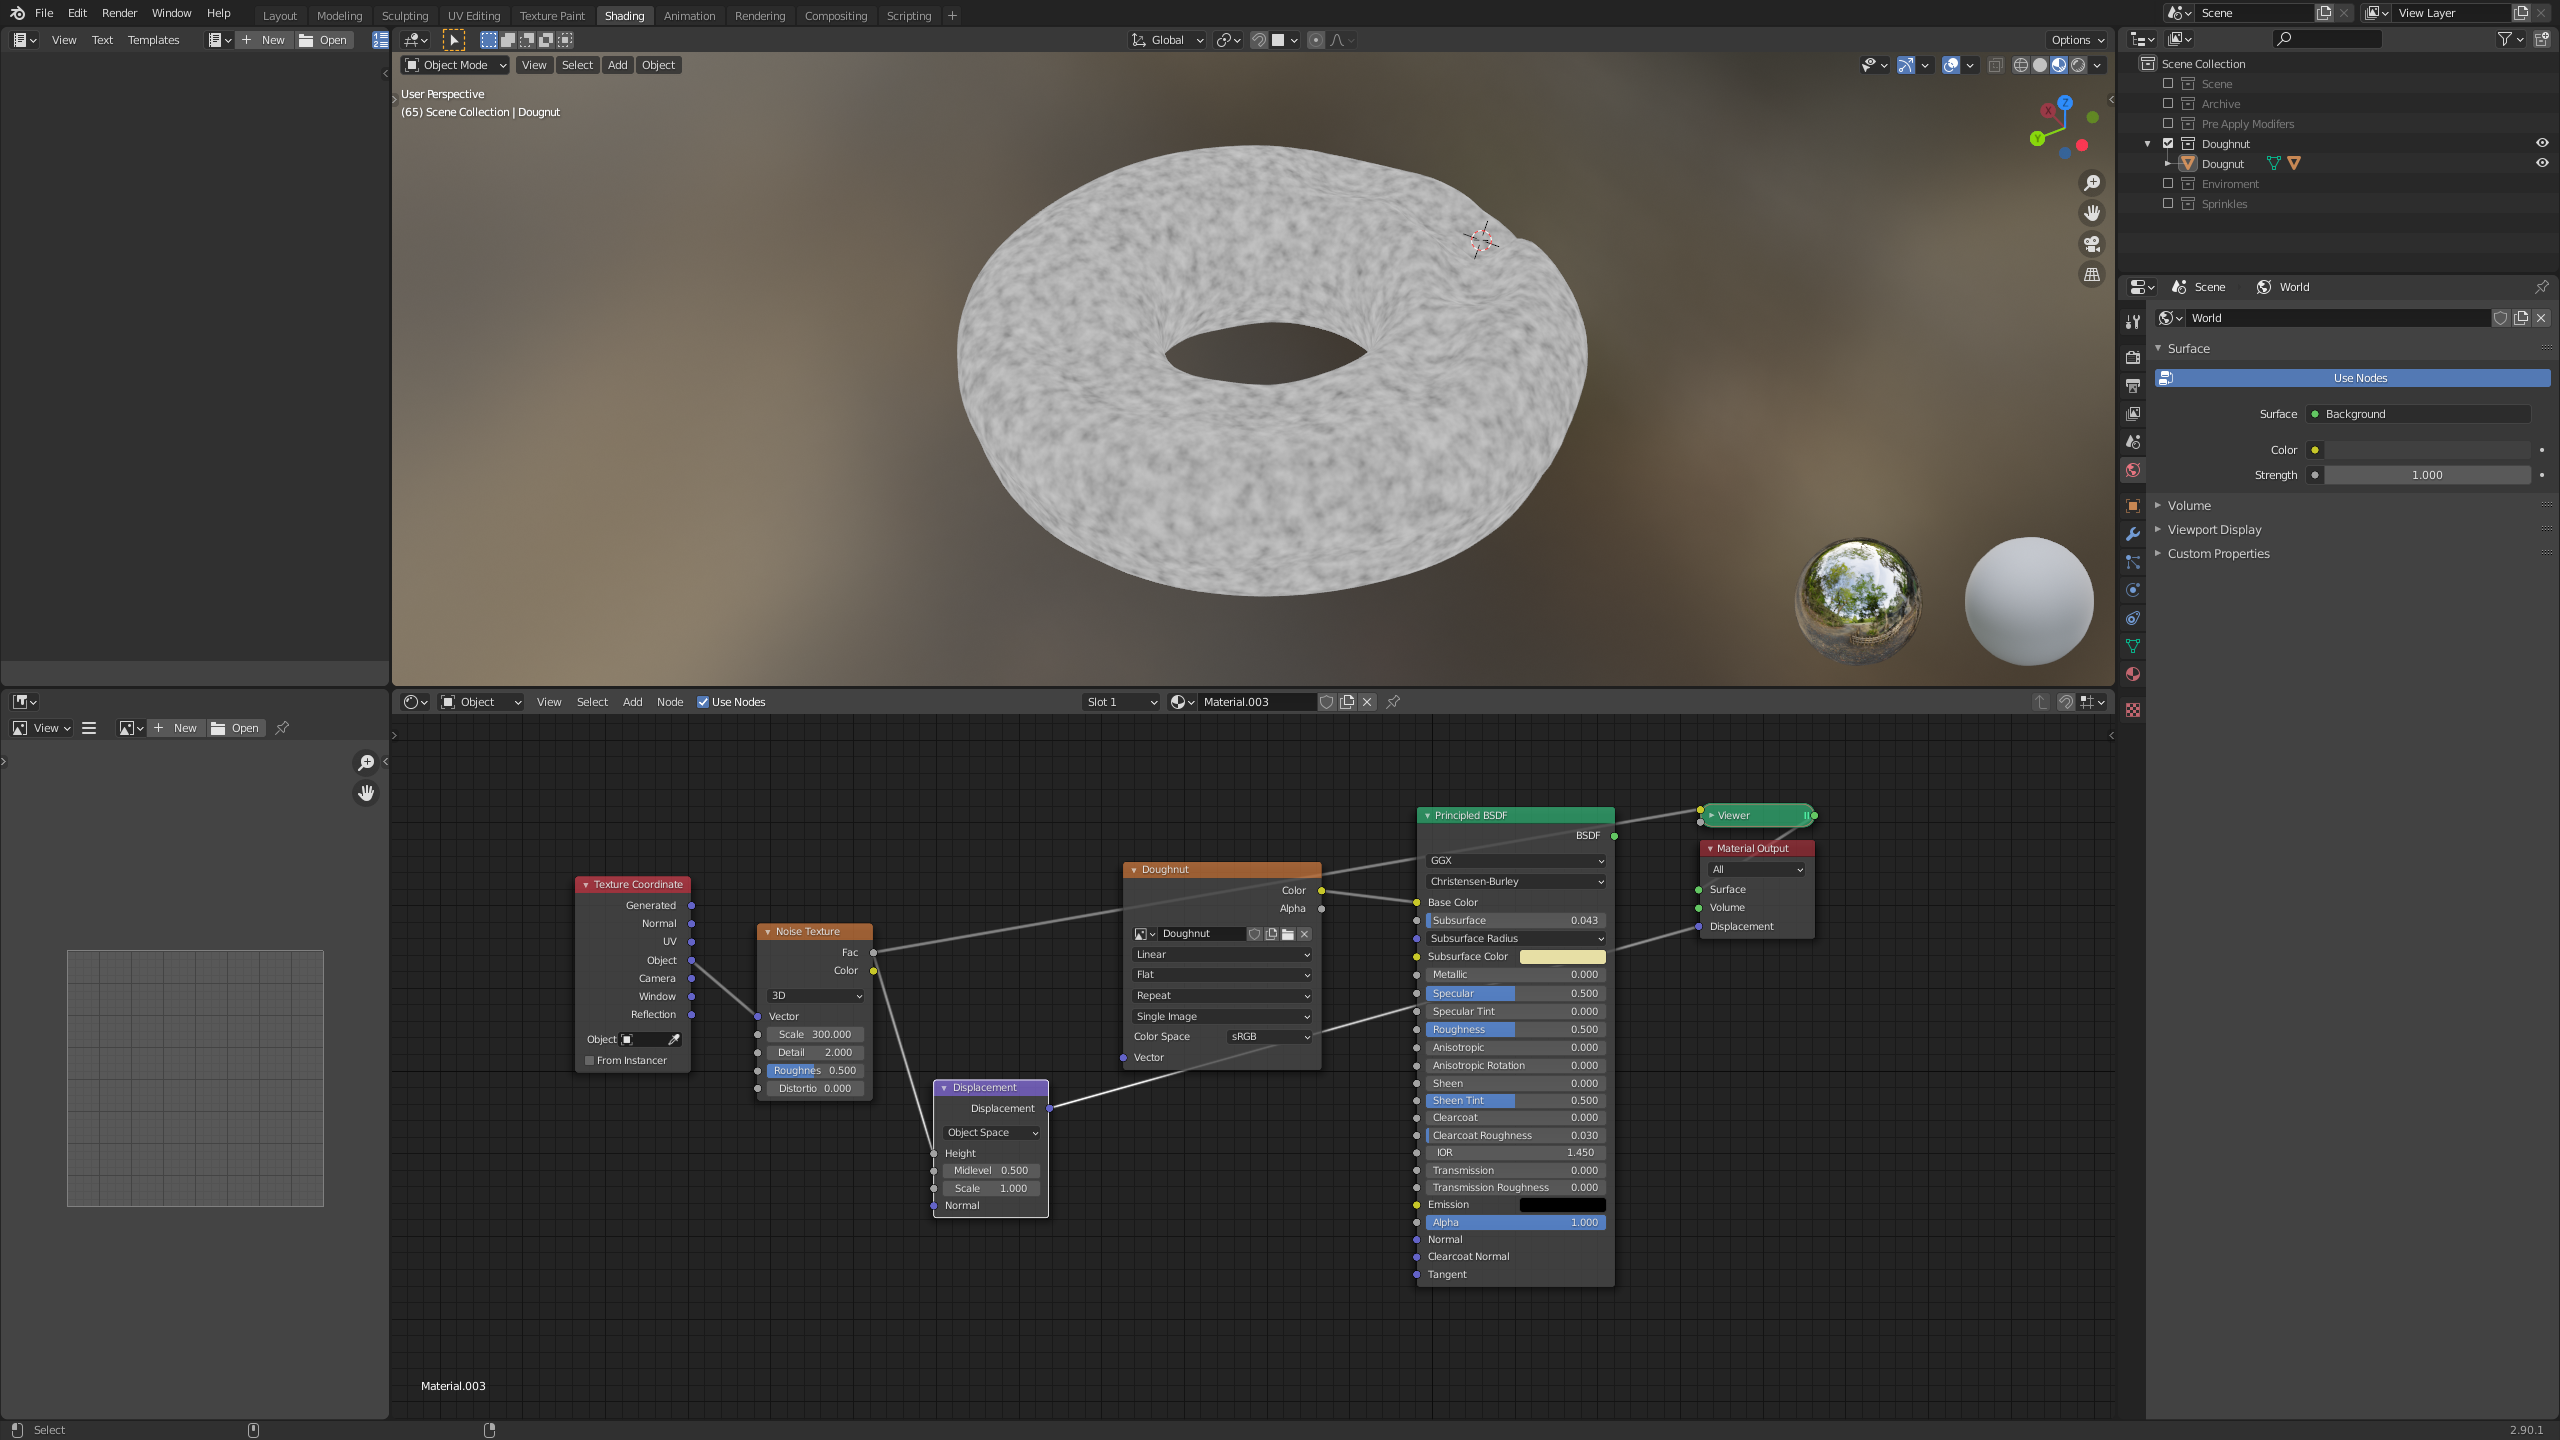 File Edit Render Window Help
Layout Modeling Sculpting UV Editing Texture Paint Shading Animation Rendering Compositing Scripting
Scene
View Layer
View Text Templates New Open
Global
Options
Object Mode View Select Add Object
User Perspective
(65) Scene Collection | Dougnut
X
Y
Z
Scene Collection
Scene
Archive
Pre Apply Modifers
Doughnut
Dougnut
Enviroment
Sprinkles
Scene World
World
Surface
Use Nodes
Surface Background
Color
Strength 1.000
Volume
Viewport Display
Custom Properties
View New Open
Object View Select Add Node Use Nodes
Slot 1
Material.003
Texture Coordinate
Generated
Normal
UV
Object
Camera
Window
Reflection
Object
From Instancer
Noise Texture
Fac
Color
3D
Vector
Scale 300.000
Detail 2.000
Roughnes 0.500
Distortio 0.000
Displacement
Displacement
Object Space
Height
Midlevel 0.500
Scale 1.000
Normal
Doughnut
Color
Alpha
Doughnut
Linear
Flat
Repeat
Single Image
Color Space sRGB
Vector
Principled BSDF
BSDF
GGX
Christensen-Burley
Base Color
Subsurface 0.043
Subsurface Radius
Subsurface Color
Metallic 0.000
Specular 0.500
Specular Tint 0.000
Roughness 0.500
Anisotropic 0.000
Anisotropic Rotation 0.000
Sheen 0.000
Sheen Tint 0.500
Clearcoat 0.000
Clearcoat Roughness 0.030
IOR 1.450
Transmission 0.000
Transmission Roughness 0.000
Emission
Alpha 1.000
Normal
Clearcoat Normal
Tangent
Viewer
Material Output
All
Surface
Volume
Displacement
Material.003
Select
2.90.1